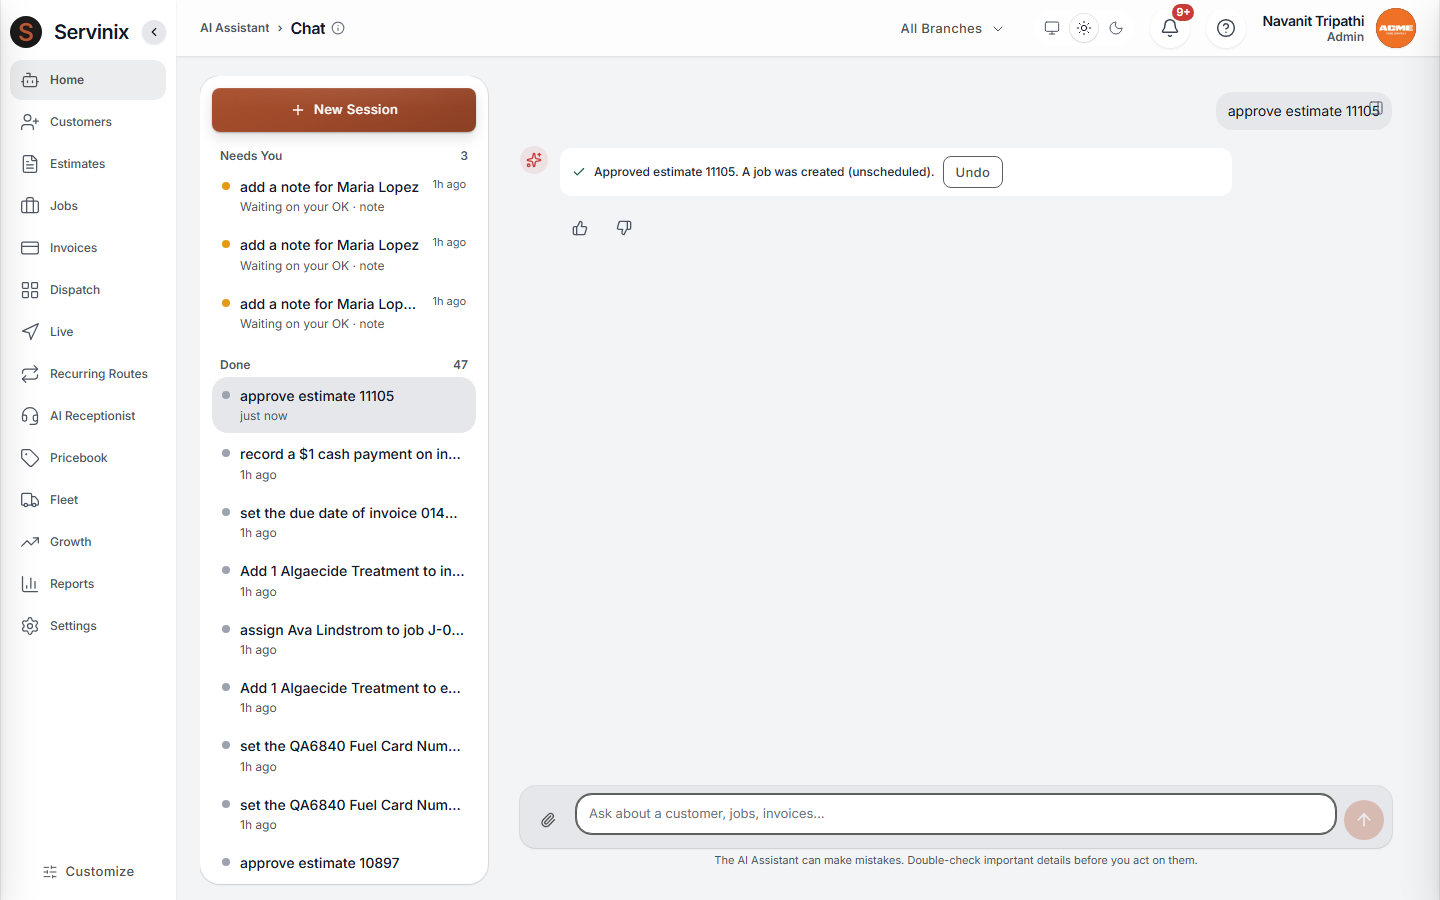 S Servinix
Home
Customers
Estimates
Jobs
Invoices
Dispatch
Live
Recurring Routes
AI Receptionist
Pricebook
Fleet
Growth
Reports
Settings
Customize
AI Assistant › Chat
All Branches
9+
Navanit Tripathi
Admin
ACME
+ New Session
Needs You 3
add a note for Maria Lopez 1h ago
Waiting on your OK · note
add a note for Maria Lopez 1h ago
Waiting on your OK · note
add a note for Maria Lop... 1h ago
Waiting on your OK · note
Done 47
approve estimate 11105
just now
record a $1 cash payment on in...
1h ago
set the due date of invoice 014...
1h ago
Add 1 Algaecide Treatment to in...
1h ago
assign Ava Lindstrom to job J-0...
1h ago
Add 1 Algaecide Treatment to e...
1h ago
set the QA6840 Fuel Card Num...
1h ago
set the QA6840 Fuel Card Num...
1h ago
approve estimate 10897
approve estimate 11105
Approved estimate 11105. A job was created (unscheduled). Undo
Ask about a customer, jobs, invoices...
The AI Assistant can make mistakes. Double-check important details before you act on them.